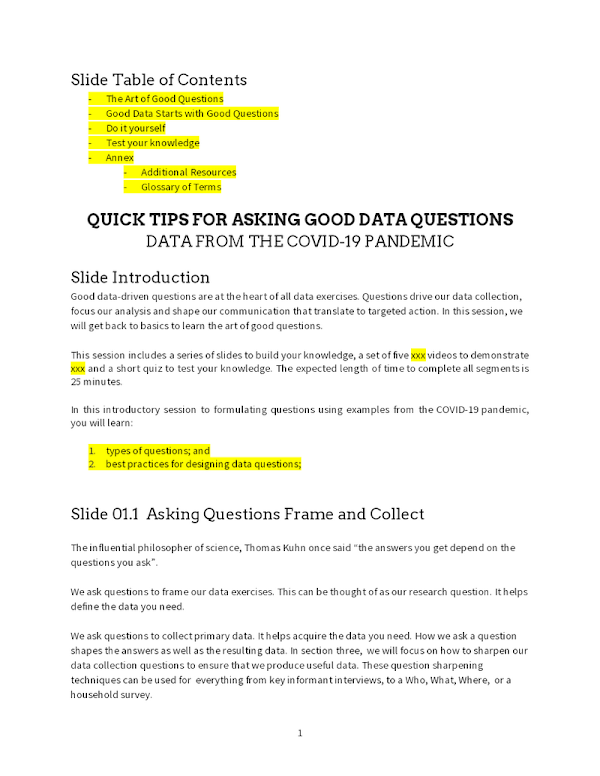 Slide Table of Contents
- The Art of Good Questions
- Good Data Starts with Good Questions
- Do it yourself
- Test your knowledge
- Annex
- Additional Resources
- Glossary of Terms
QUICK TIPS FOR ASKING GOOD DATA QUESTIONS
DATA FROM THE COVID-19 PANDEMIC
Slide Introduction
Good data-driven questions are at the heart of all data exercises. Questions drive our data collection,
focus our analysis and shape our communication that translate to targeted action. In this session, we
will get back to basics to learn the art of good questions.
This session includes a series of slides to build your knowledge, a set of five xxx videos to demonstrate
xxx and a short quiz to test your knowledge. The expected length of time to complete all segments is
25 minutes.
In this introductory session to formulating questions using examples from the COVID-19 pandemic,
you will learn:
1. types of questions; and
2. best practices for designing data questions;
Slide 01.1 Asking Questions Frame and Collect
The influential philosopher of science, Thomas Kuhn once said “the answers you get depend on the
questions you ask”.
We ask questions to frame our data exercises. This can be thought of as our research question. It helps
define the data you need.
We ask questions to collect primary data. It helps acquire the data you need. How we ask a question
shapes the answers as well as the resulting data. In section three, we will focus on how to sharpen our
data collection questions to ensure that we produce useful data. These question sharpening
techniques can be used for everything from key informant interviews, to a Who, What, Where, or a
household survey.
1